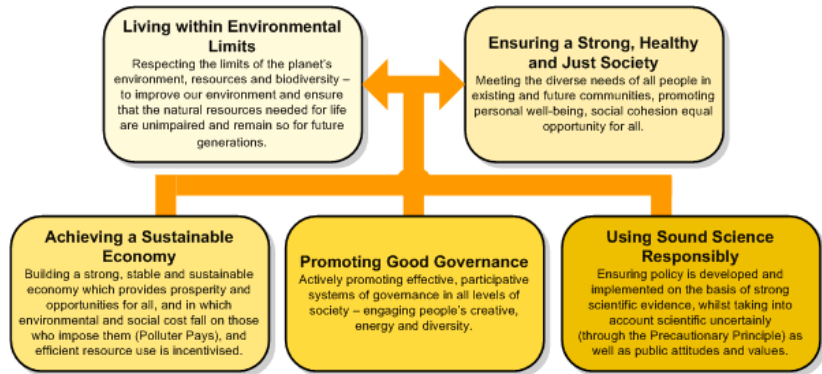 Living within Environmental
Limits
Respecting the limits of the planet's
environment, resources and biodiversity –
to improve our environment and ensure
that the natural resources needed for life
are unimpaired and remain so for future
generations.
Ensuring a Strong, Healthy
and Just Society
Meeting the diverse needs of all people in
existing and future communities, promoting
personal well-being, social cohesion equal
opportunity for all.
Achieving a Sustainable
Economy
Building a strong, stable and sustainable
economy which provides prosperity and
opportunities for all, and in which
environmental and social cost fall on those
who impose them (Polluter Pays), and
efficient resource use is incentivised.
Promoting Good Governance
Actively promoting effective, participative
systems of governance in all levels of
society – engaging people's creative,
energy and diversity.
Using Sound Science
Responsibly
Ensuring policy is developed and
implemented on the basis of strong
scientific evidence, whilst taking into
account scientific uncertainly
(through the Precautionary Principle) as
well as public attitudes and values.